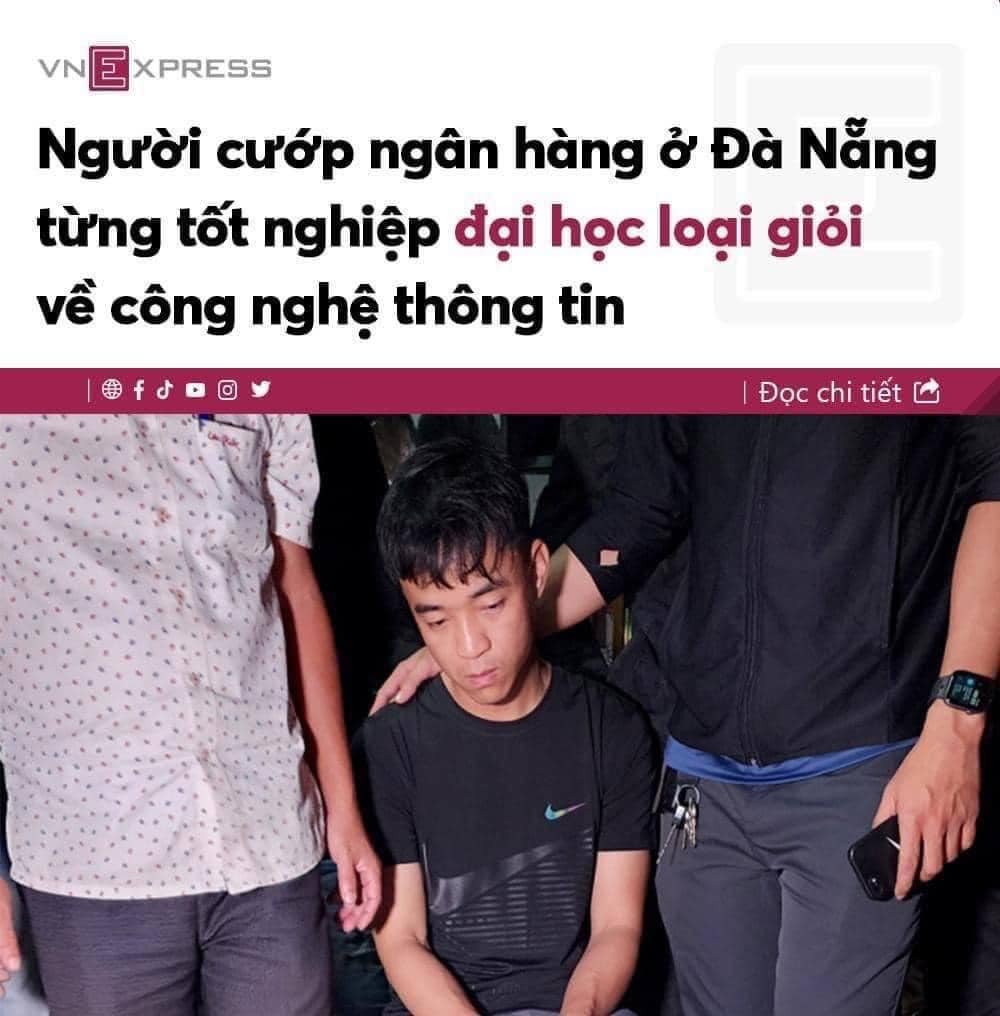 VNEXPRESS
Người cướp ngân hàng ở Đà Nẵng
từng tốt nghiệp đại học loại giỏi
về công nghệ thông tin
| Đọc chi tiết